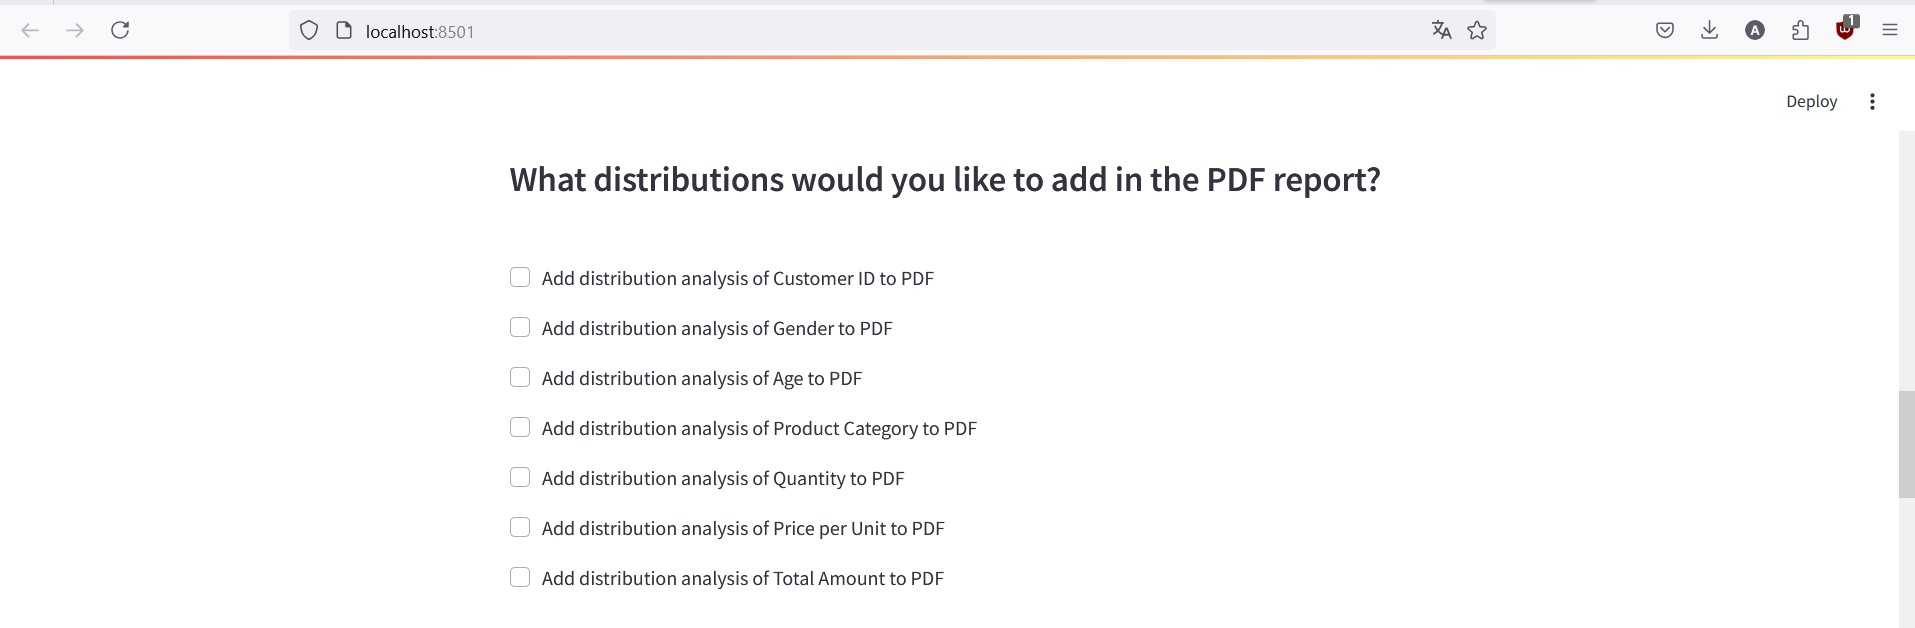 localhost:8501
A
1
Deploy
What distributions would you like to add in the PDF report?
Add distribution analysis of Customer ID to PDF
Add distribution analysis of Gender to PDF
Add distribution analysis of Age to PDF
Add distribution analysis of Product Category to PDF
Add distribution analysis of Quantity to PDF
Add distribution analysis of Price per Unit to PDF
Add distribution analysis of Total Amount to PDF